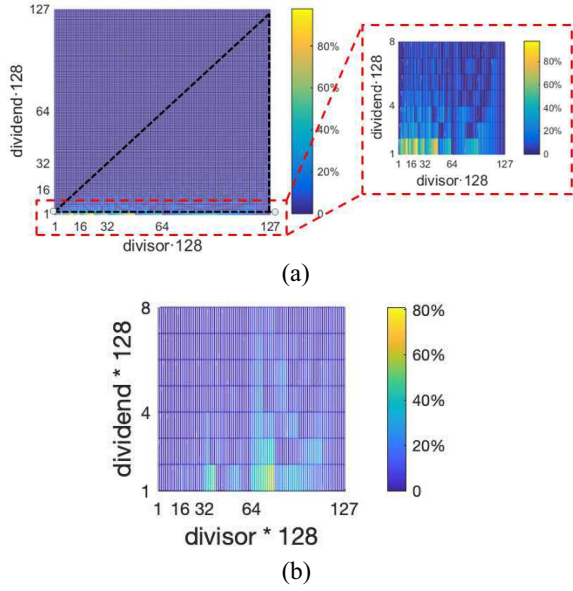 127
64
32
16
1
dividend·128
1 16 32 64 127
divisor·128
80%
60%
40%
20%
0
8
4
1
dividend·128
1 16 32 64 127
divisor·128
80%
60%
40%
20%
0
(a)
8
4
1
dividend * 128
1 16 32 64 127
divisor * 128
80%
60%
40%
20%
0
(b)